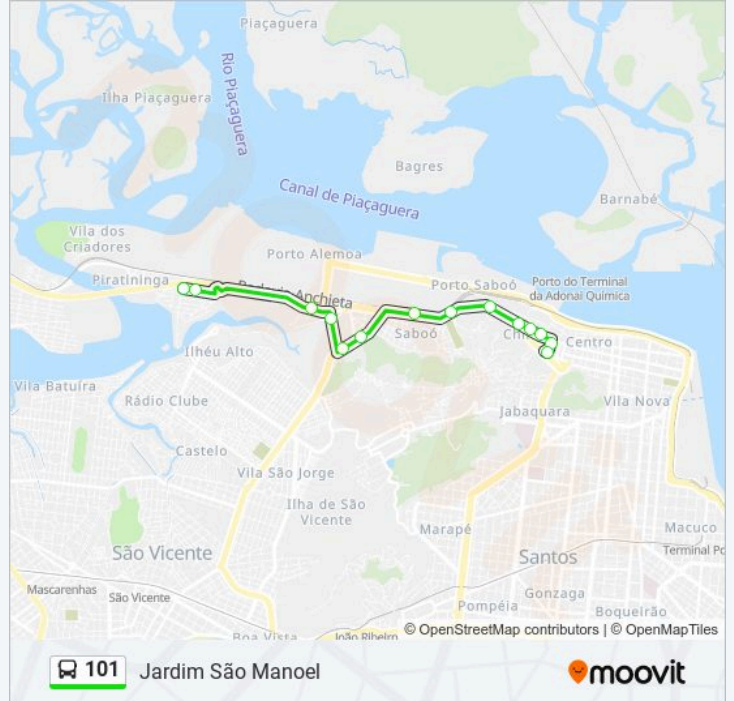 Piaçaguera
Rio Piaçaguera
Ilha Piaçaguera
Bagres
Canal de Piaçaguera
Barnabé
Vila dos
Criadores
Porto Alemoa
Piratininga
Porto Saboó
Porto do Terminal
da Adonai Química
Rodovia Anchieta
Saboó
Chi
Centro
Ilhéu Alto
Vila Batuíra
Rádio Clube
Jabaquara
Vila Nova
Castelo
Vila São Jorge
Ilha de São
Vicente
Marapé
Macuco
São Vicente
Santos
Terminal Pc
Mascarenhas
São Vicente
Gonzaga
Pompéia
Boqueirão
Boa Vista
João Ribeiro
© OpenStreetMap contributors | © OpenMapTiles
101 Jardim São Manoel
moovit